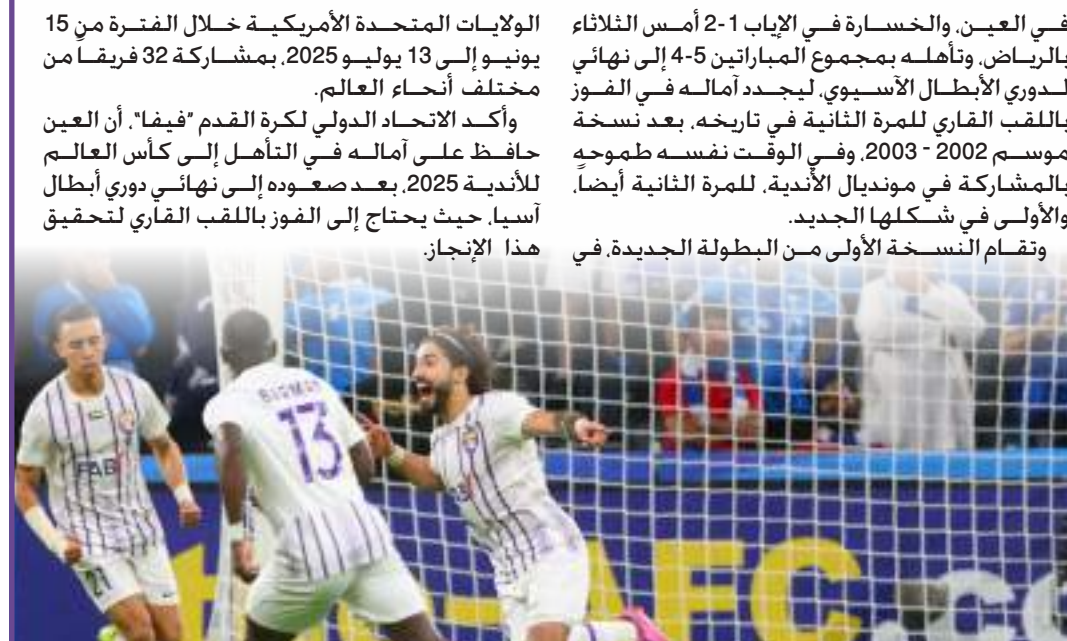 في العين، والخسارة في الإياب 1-2 أمس الثلاثاء
بالرياض، وتأهله بمجموع المباراتين 5-4 إلى نهائي
لدوري الأبطال الآسيوي، ليجدد آماله في الفوز
باللقب القاري للمرة الثانية في تاريخه، بعد نسخة
موسم 2002 - 2003، وفي الوقت نفسه طموحهٍ
بالمشاركة في مونديال الأندية، للمرة الثانية أيضاً،
والأولى في شكلها الجديد.
وتقام النسخة الأولى من البطولة الجديدة، في
الولايات المتحدة الأمريكية خلال الفترة من 15
يونيو إلى 13 يوليو 2025، بمشاركة 32 فريقاً من
مختلف أنحاء العالم.
وأكد الاتحاد الدولي لكرة القدم "فيفا"، أن العين
حافظ على آماله في التأهل إلى كأس العالم
للأندية 2025، بعد صعوده إلى نهائي دوري أبطال
آسيا، حيث يحتاج إلى الفوز باللقب القاري لتحقيق
هذا الإنجاز.
13
FAB
21
AFC